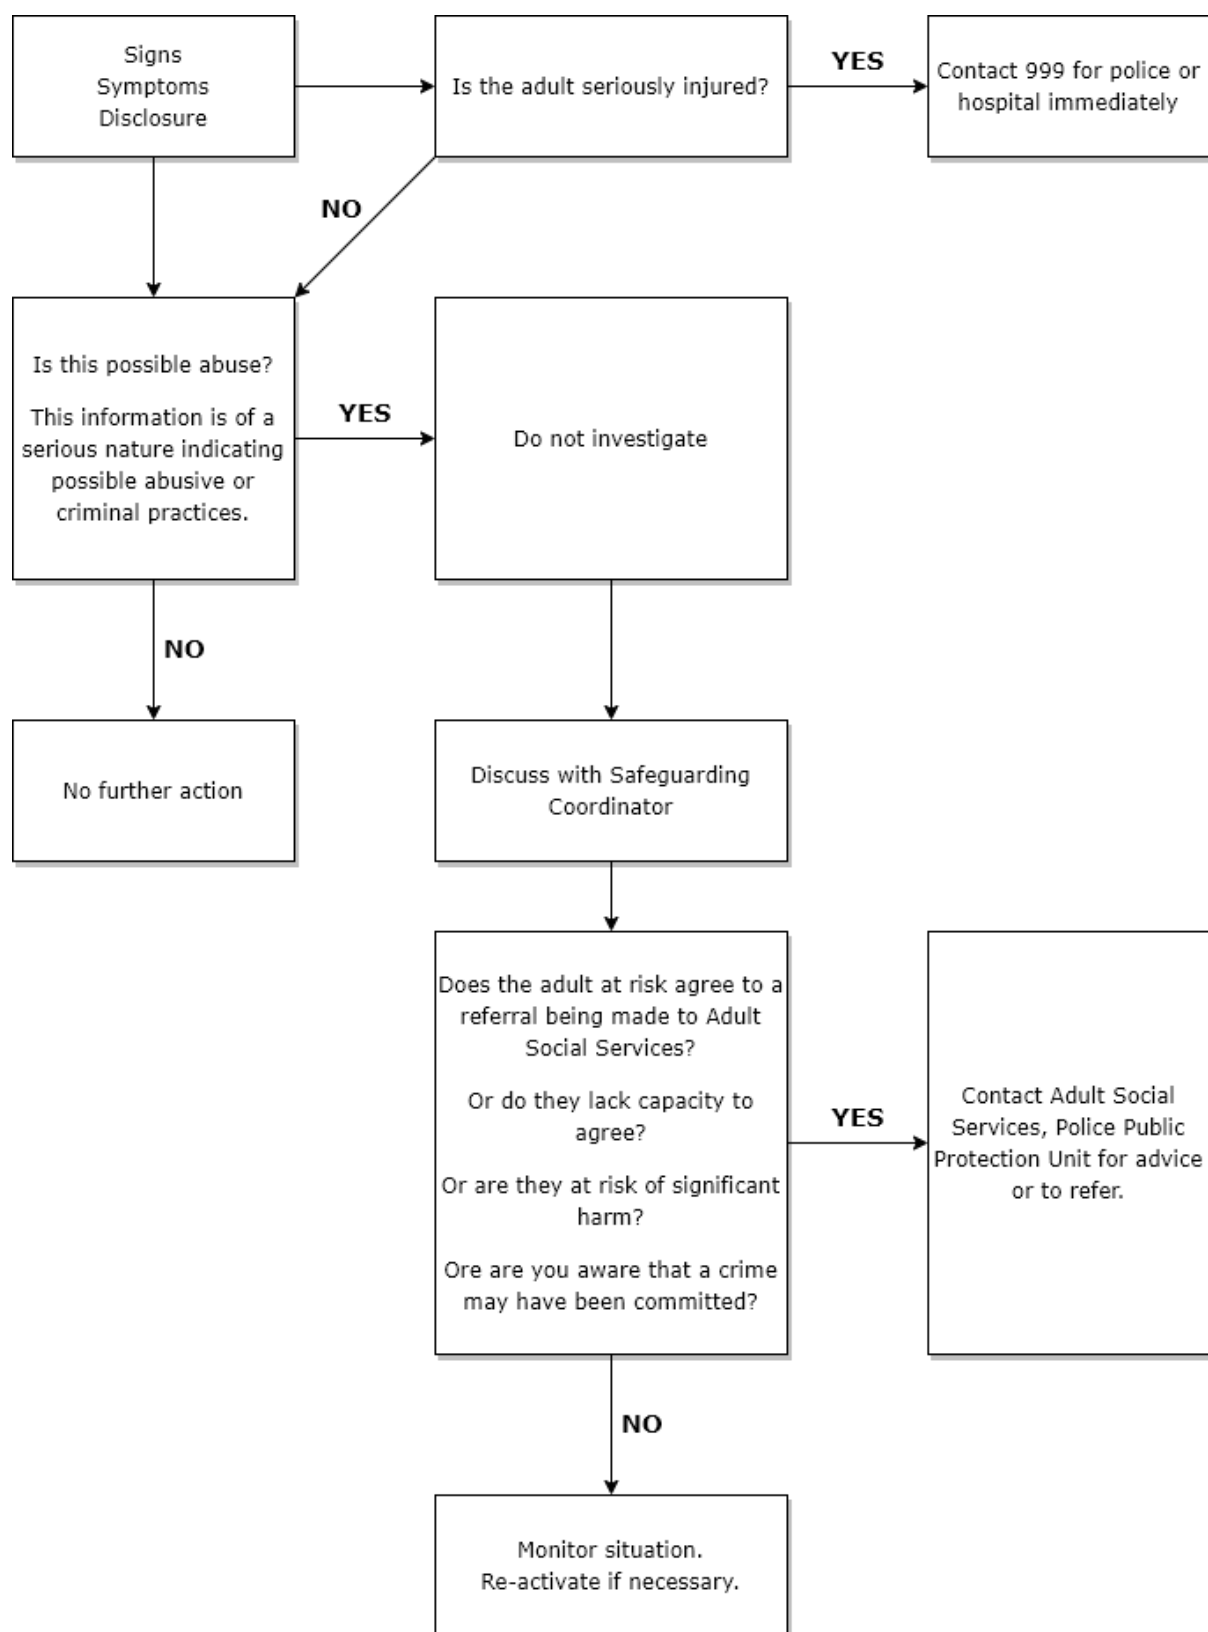 Signs
Symptoms
Disclosure
Is the adult seriously injured?
YES
Contact 999 for police or
hospital immediately
NO
Is this possible abuse?
This information is of a
serious nature indicating
possible abusive or
criminal practices.
YES
Do not investigate
NO
No further action
Discuss with Safeguarding
Coordinator
Does the adult at risk agree to a
referral being made to Adult
Social Services?
Or do they lack capacity to
agree?
Or are they at risk of significant
harm?
Ore are you aware that a crime
may have been committed?
YES
Contact Adult Social
Services, Police Public
Protection Unit for advice
or to refer.
NO
Monitor situation.
Re-activate if necessary.